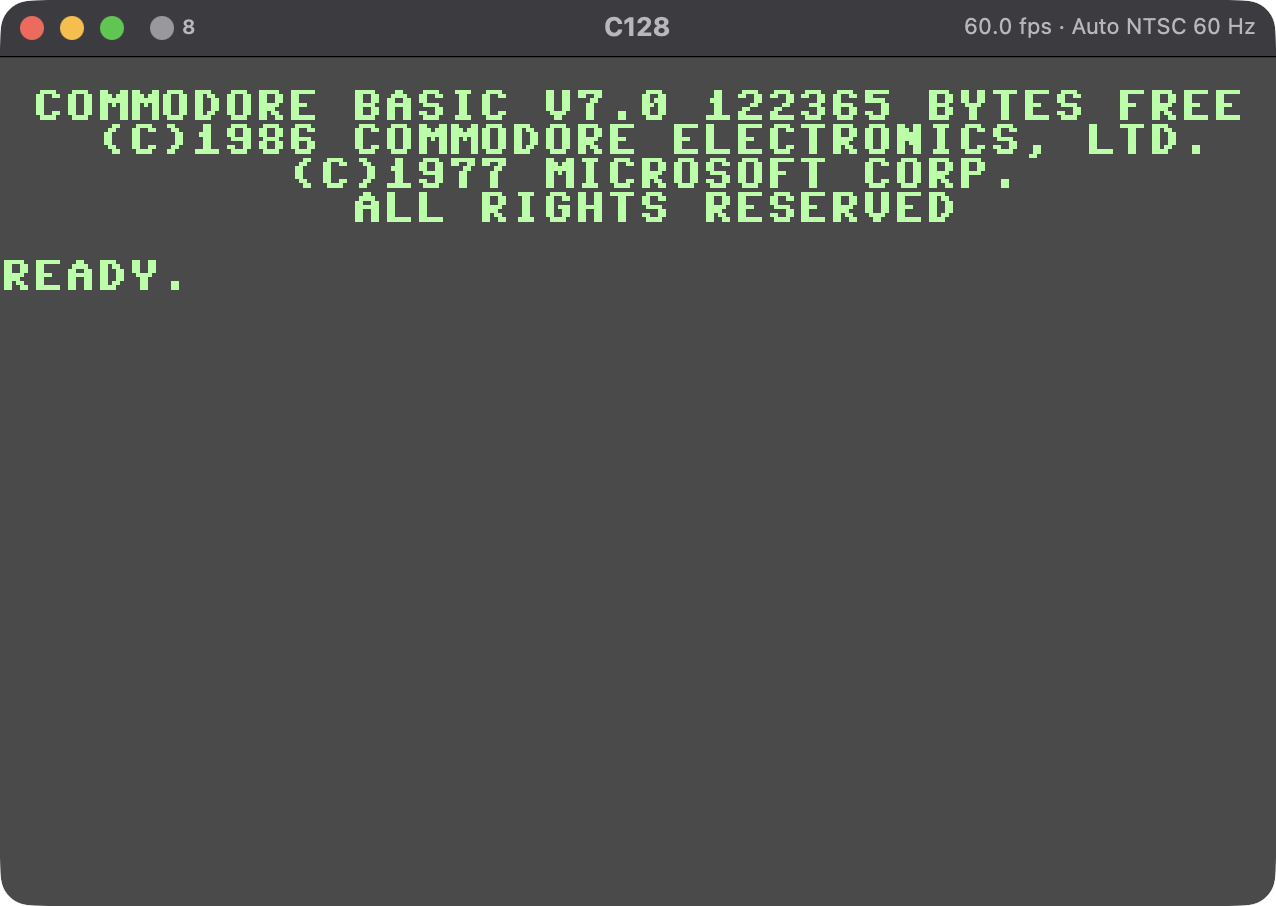 8
C128
60.0 fps · Auto NTSC 60 Hz
COMMODORE BASIC V7.0 122365 BYTES FREE
(C)1986 COMMODORE ELECTRONICS, LTD.
(C)1977 MICROSOFT CORP.
ALL RIGHTS RESERVED
READY.